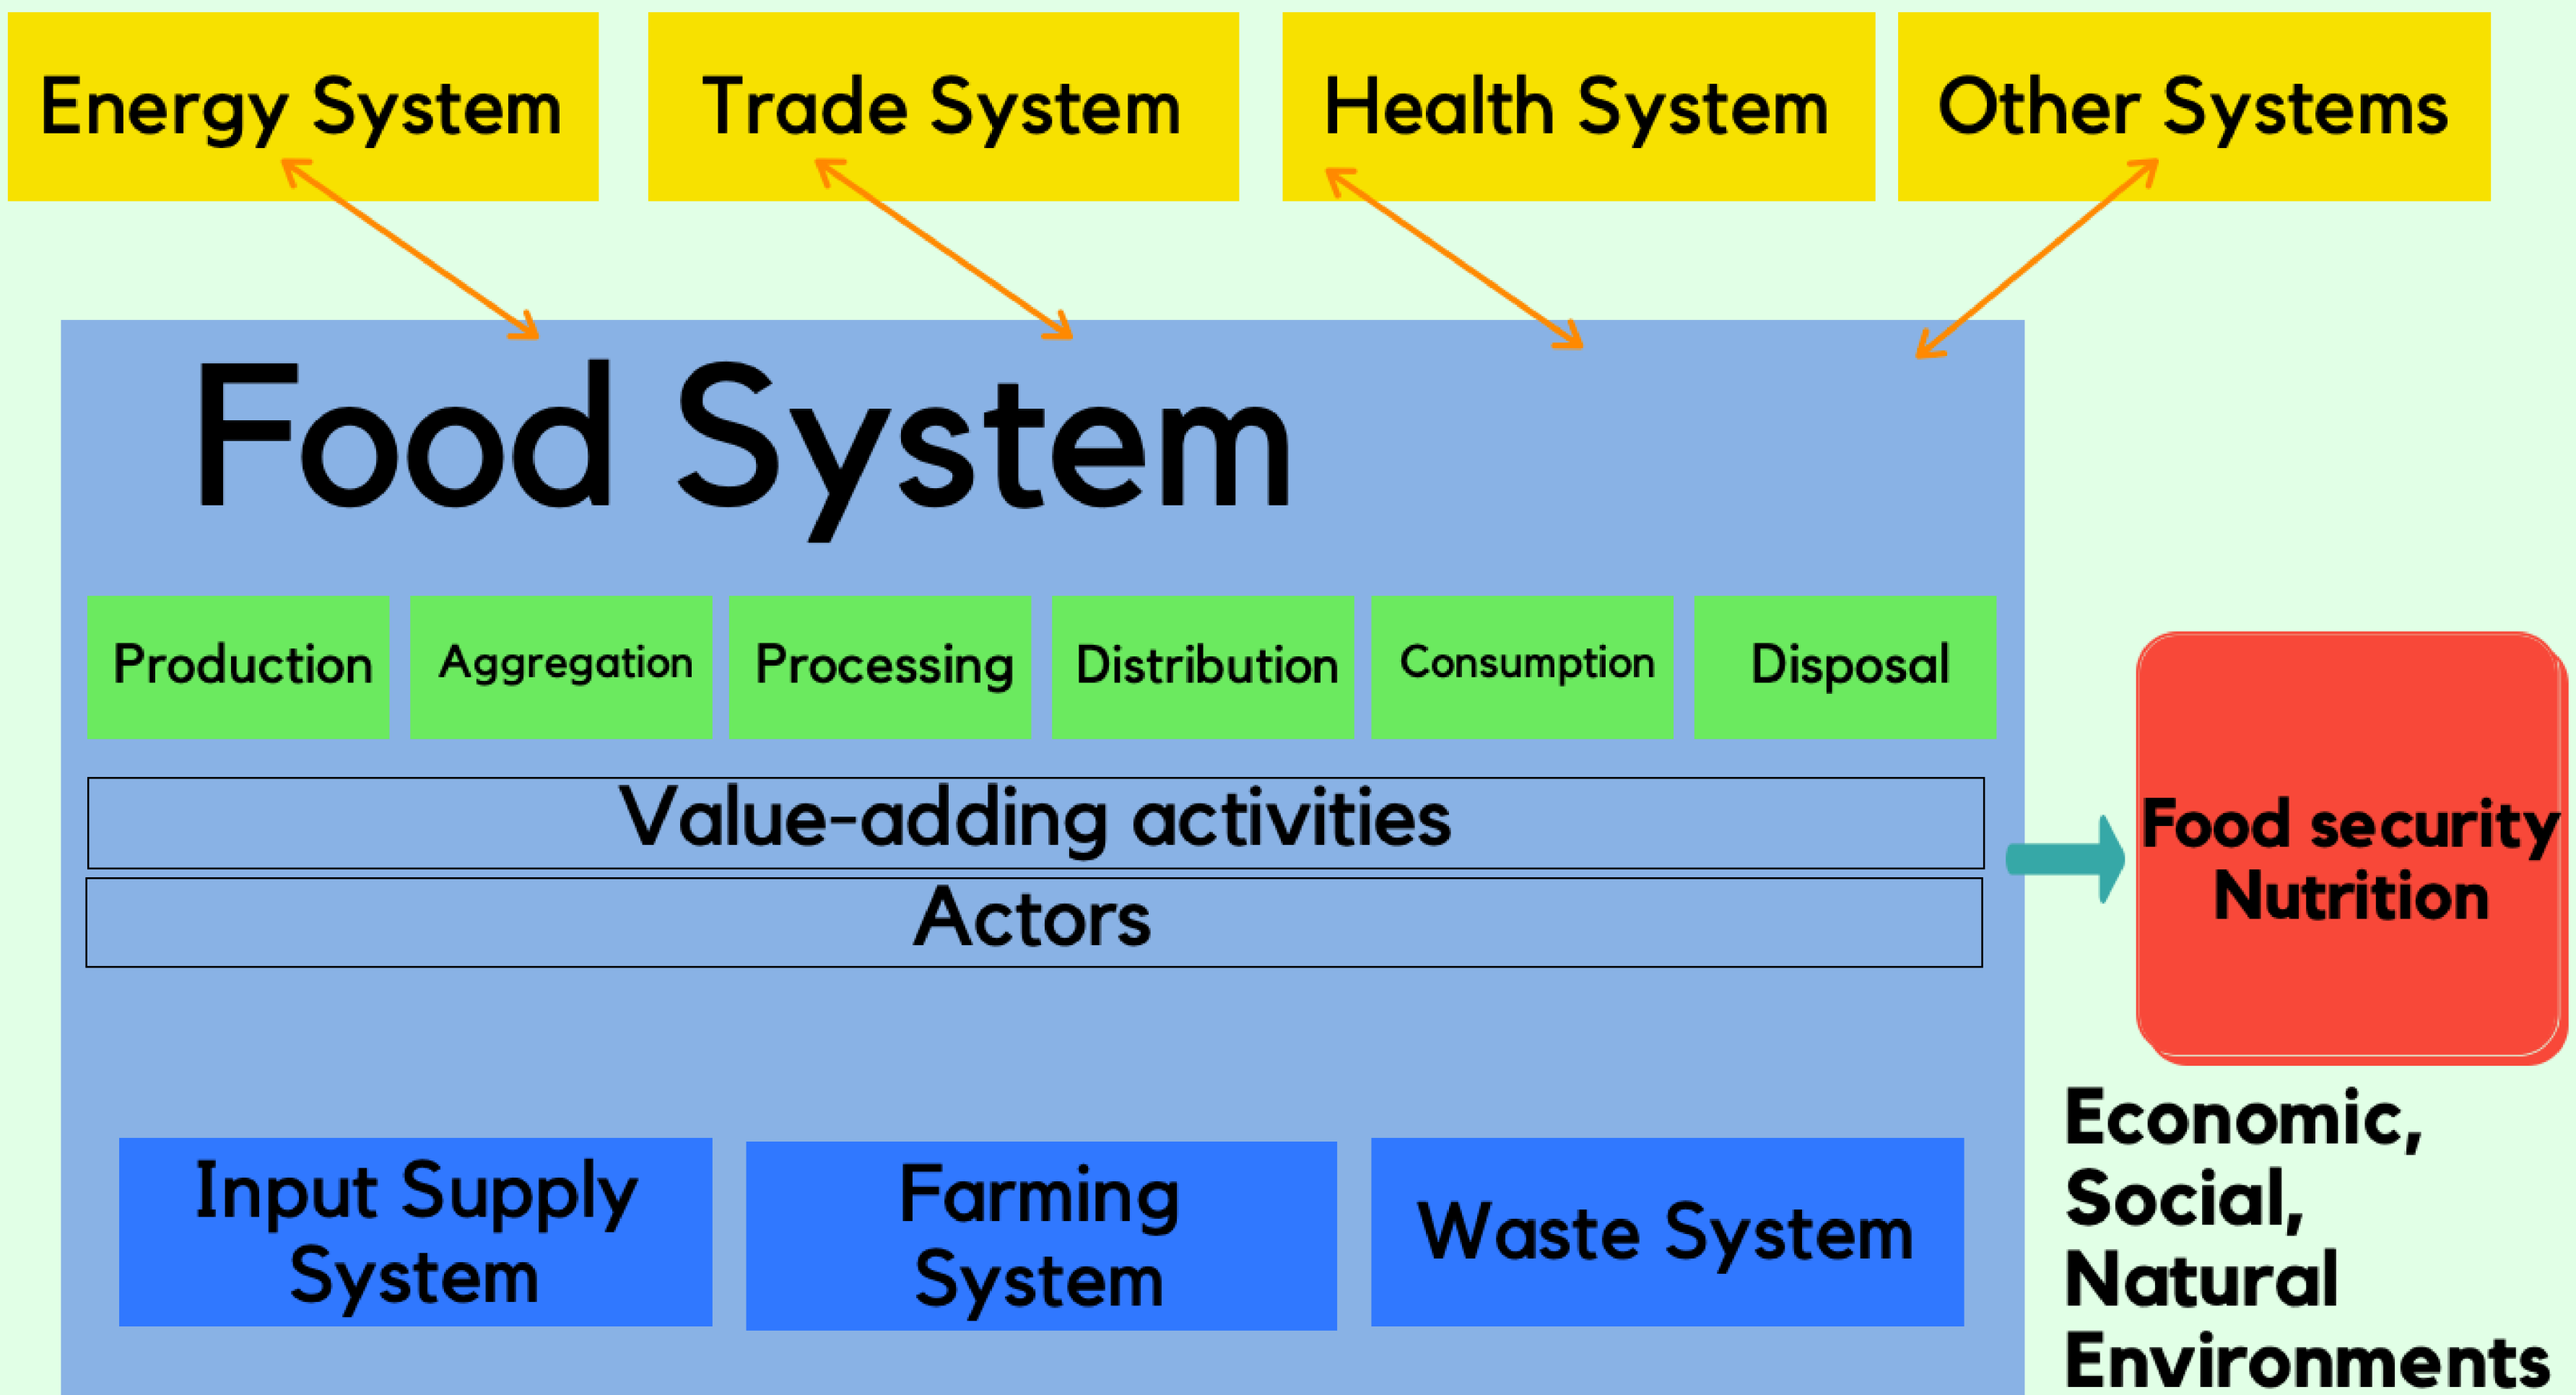 Energy System
Trade System
Health System
Other Systems
Food System
Production
Aggregation
Processing
Distribution
Consumption
Disposal
Value-adding activities
Actors
Food security
Nutrition
Input Supply
System
Farming
System
Waste System
Economic,
Social,
Natural
Environments